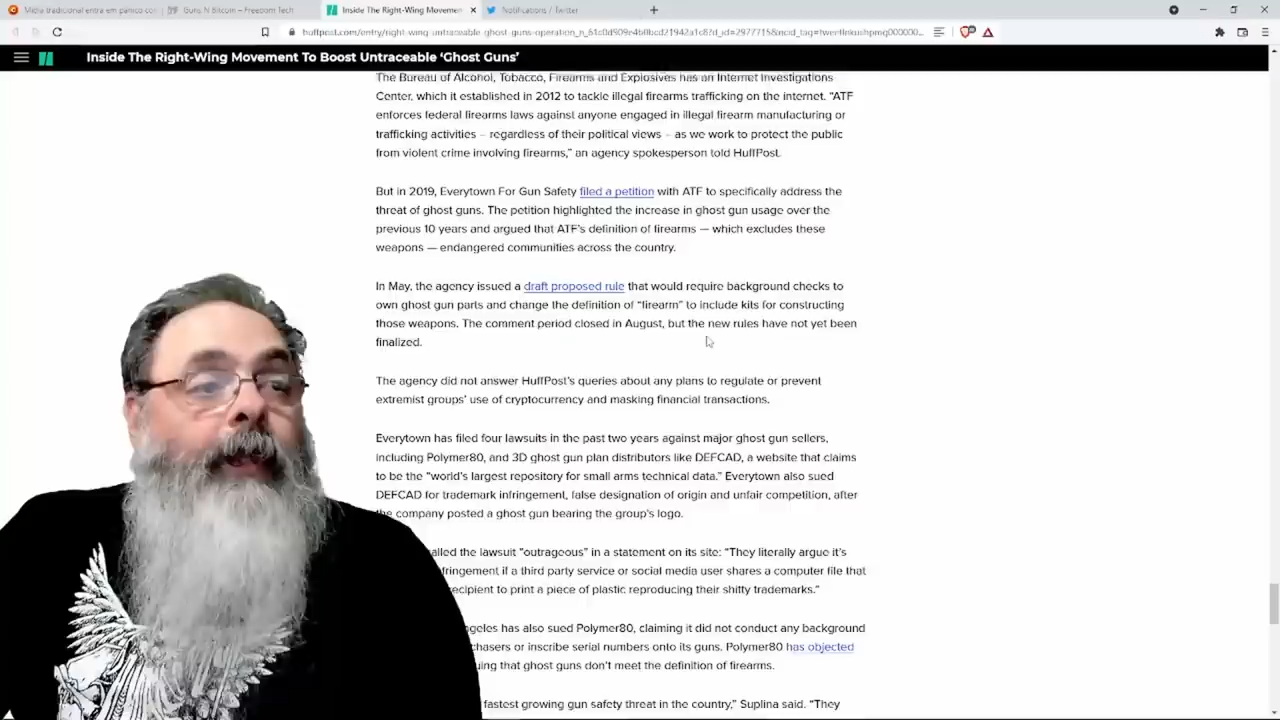 Mídia tradicional entra em pânico con
Guns N Bitcoin – Freedom Tech
Inside The Right-Wing Movemen
Notifications / Twitter
Inside The Right-Wing Movement To Boost Untraceable ‘Ghost Guns’
The Bureau of Alcohol, Tobacco, Firearms and Explosives has an Internet Investigations
Center, which it established in 2012 to tackle illegal firearms trafficking on the internet. “ATF
enforces federal firearms laws against anyone engaged in illegal firearm manufacturing or
trafficking activities – regardless of their political views – as we work to protect the public
from violent crime involving firearms,” an agency spokesperson told HuffPost.
But in 2019, Everytown For Gun Safety filed a petition with ATF to specifically address the
threat of ghost guns. The petition highlighted the increase in ghost gun usage over the
previous 10 years and argued that ATF’s definition of firearms — which excludes these
weapons — endangered communities across the country.
In May, the agency issued a draft proposed rule that would require background checks to
own ghost gun parts and change the definition of “firearm” to include kits for constructing
those weapons. The comment period closed in August, but the new rules have not yet been
finalized.
The agency did not answer HuffPost’s queries about any plans to regulate or prevent
extremist groups’ use of cryptocurrency and masking financial transactions.
Everytown has filed four lawsuits in the past two years against major ghost gun sellers,
including Polymer80, and 3D ghost gun plan distributors like DEFCAD, a website that claims
to be the “world’s largest repository for small arms technical data.” Everytown also sued
DEFCAD for trademark infringement, false designation of origin and unfair competition, after
the company posted a ghost gun bearing the group’s logo.
alled the lawsuit “outrageous” in a statement on its site: “They literally argue it’s
fringement if a third party service or social media user shares a computer file that
ecipient to print a piece of plastic reproducing their shitty trademarks.”
ngeles has also sued Polymer80, claiming it did not conduct any background
chasers or inscribe serial numbers onto its guns. Polymer80 has objected
uing that ghost guns don’t meet the definition of firearms.
fastest growing gun safety threat in the country,” Suplina said. “They